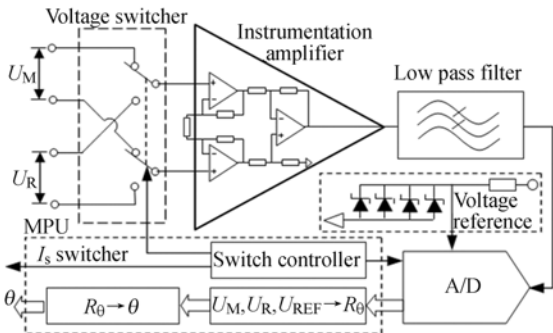 Voltage switcher
Instrumentation
amplifier
Low pass filter
U_M
U_R
Voltage
reference
MPU
I_s switcher
Switch controller
A/D
θ
R_θ→θ
U_M, U_R, U_REF→R_θ